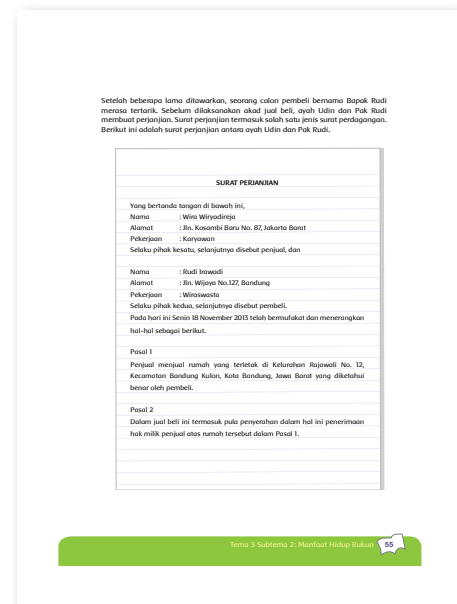 Setelah beberapa lama ditawarkan, seorang calon pembeli bernama Bapak Rudi
merasa tertarik. Sebelum dilaksanakan akad jual beli, ayah Udin dan Pak Rudi
membuat perjanjian. Surat perjanjian termasuk salah satu jenis surat perdagangan.
Berikut ini adalah surat perjanjian antara ayah Udin dan Pak Rudi.
SURAT PERJANJIAN
Yang bertanda tangan di bawah ini,
Nama : Wira Wiryadireja
Alamat : Jln. Kosambi Baru No. 87, Jakarta Barat
Pekerjaan : Karyawan
Selaku pihak kesatu, selanjutnya disebut penjual, dan
Nama : Rudi Irawadi
Alamat : Jln. Wijaya No.127, Bandung
Pekerjaan : Wiraswasta
Selaku pihak kedua, selanjutnya disebut pembeli.
Pada hari ini Senin 18 November 2013 telah bermufakat dan menerangkan
hal-hal sebagai berikut.
Pasal 1
Penjual menjual rumah yang terletak di Kelurahan Rajawali No. 12,
Kecamatan Bandung Kulon, Kota Bandung, Jawa Barat yang diketahui
benar oleh pembeli.
Pasal 2
Dalam jual beli ini termasuk pula penyerahan dalam hal ini penerimaan
hak milik penjual atas rumah tersebut dalam Pasal 1.
Tema 3 Subtema 2: Manfaat Hidup Rukun 55